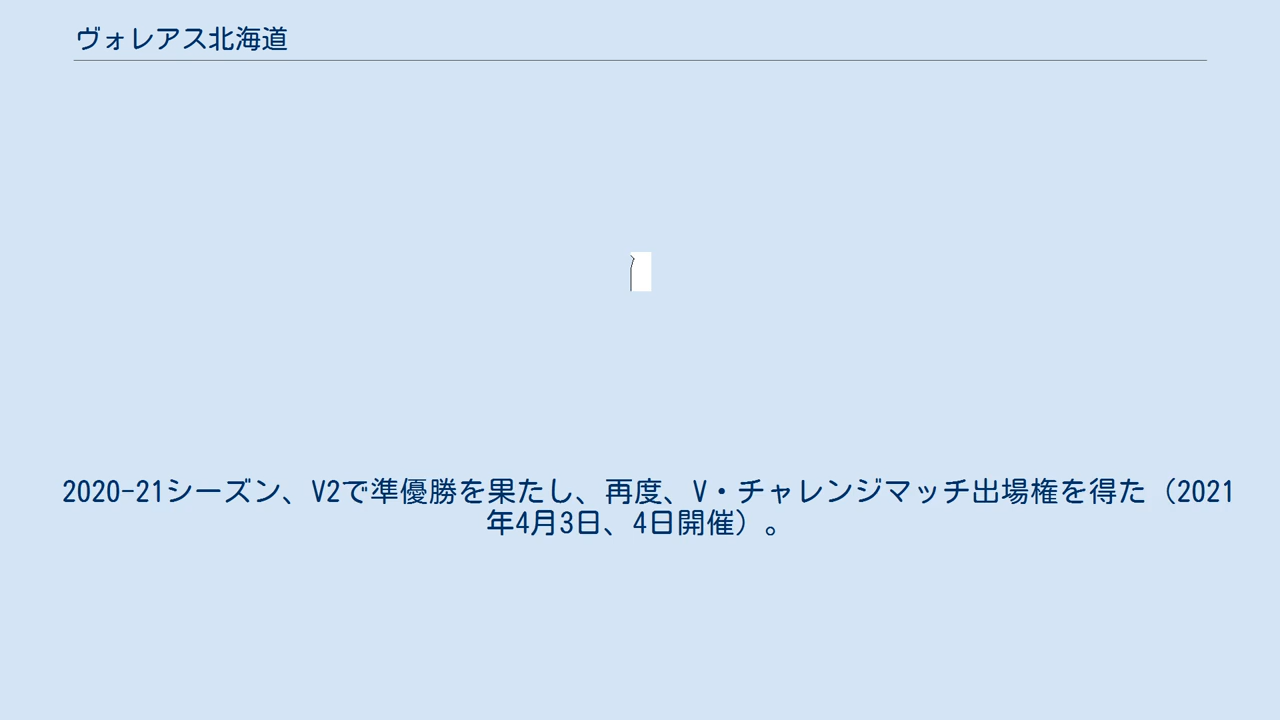 ヴォレアス北海道
2020-21シーズン、V2で準優勝を果たし、再度、V・チャレンジマッチ出場権を得た（2021
年4月3日、4日開催）。